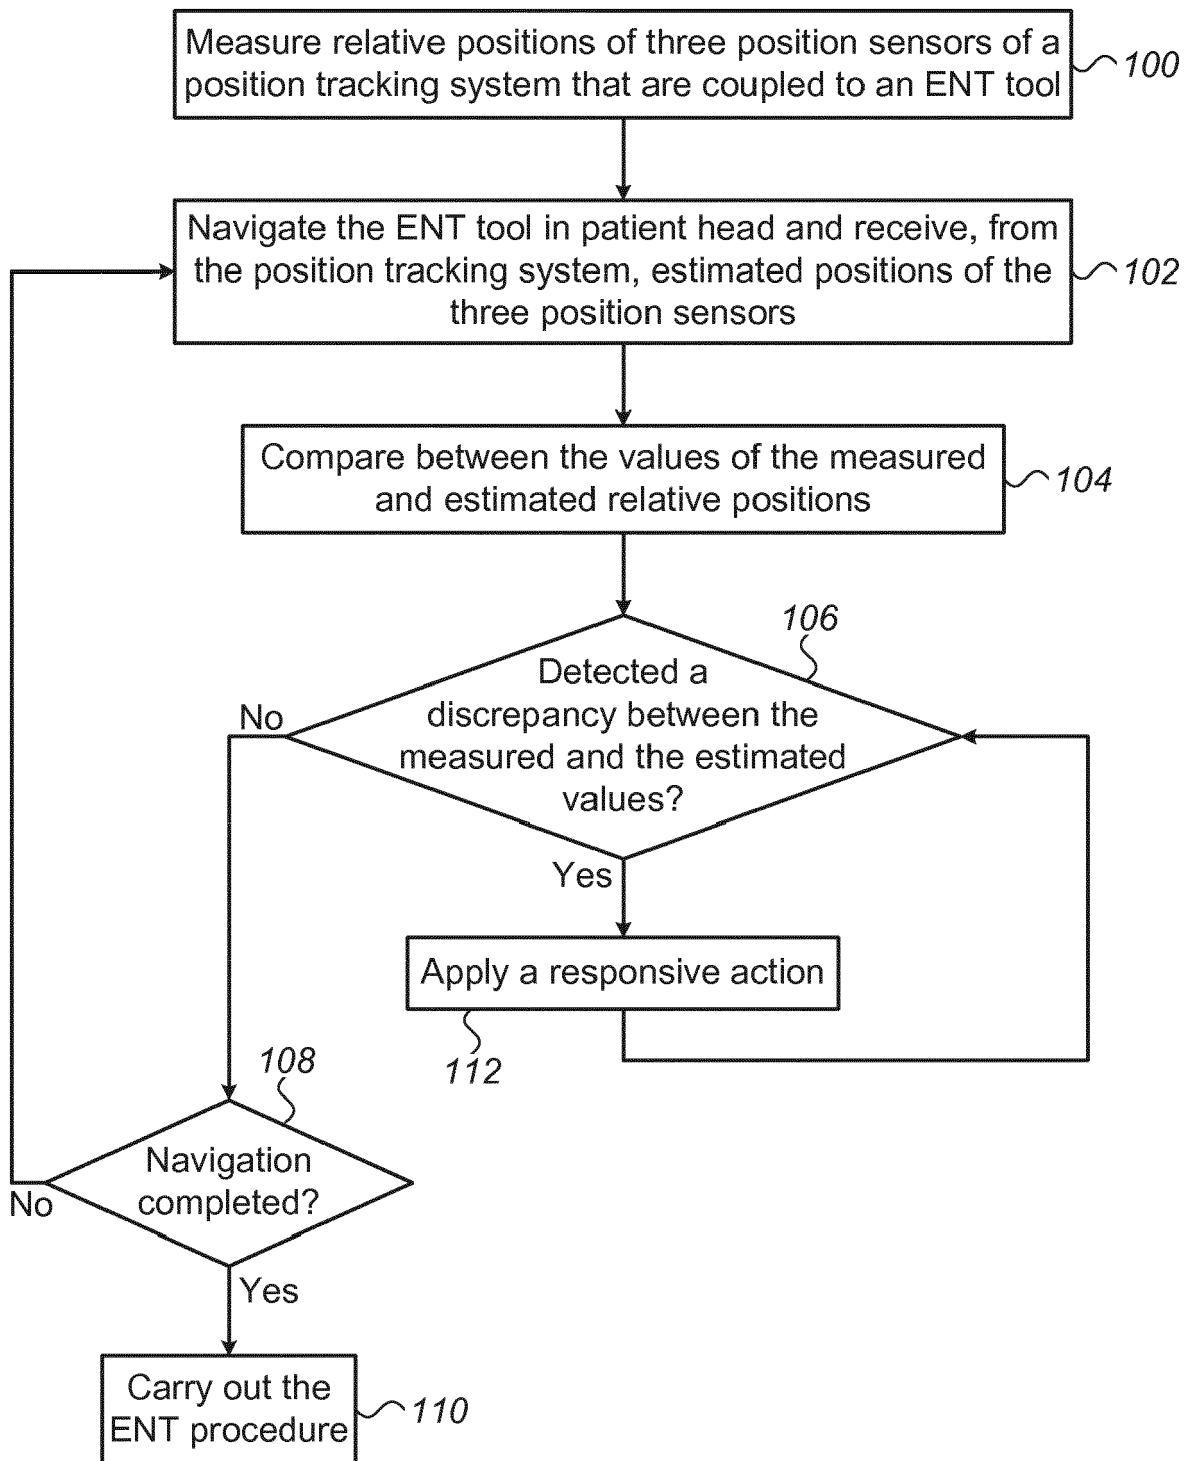 Measure relative positions of three position sensors of a
position tracking system that are coupled to an ENT tool
100
Navigate the ENT tool in patient head and receive, from
the position tracking system, estimated positions of the
three position sensors
102
Compare between the values of the measured
and estimated relative positions
104
106
Detected a
discrepancy between the
measured and the estimated
values?
No
Yes
Apply a responsive action
112
108
Navigation
completed?
No
Yes
Carry out the
ENT procedure
110